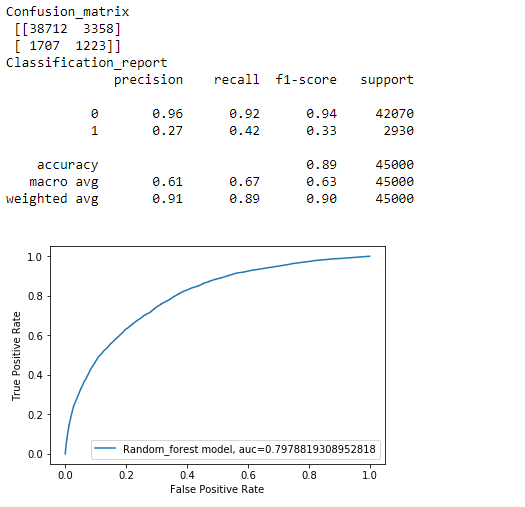 Confusion_matrix
[[38712 3358]
[ 1707 1223]]
Classification_report
precision recall f1-score support
0 0.96 0.92 0.94 42070
1 0.27 0.42 0.33 2930
accuracy 0.89 45000
macro avg 0.61 0.67 0.63 45000
weighted avg 0.91 0.89 0.90 45000
1.0
0.8
0.6
0.4
0.2
0.0
True Positive Rate
Random_forest model, auc=0.7978819308952818
0.0 0.2 0.4 0.6 0.8 1.0
False Positive Rate